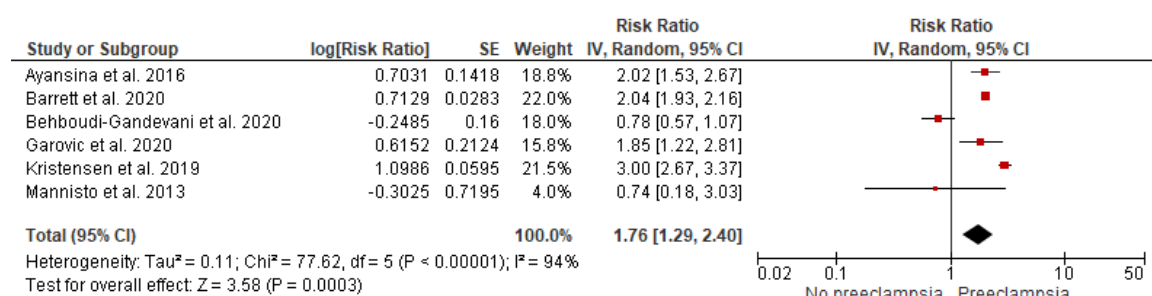 Risk Ratio Risk Ratio
Study or Subgroup log[Risk Ratio] SE Weight IV, Random, 95% CI IV, Random, 95% CI
Ayansina et al. 2016 0.7031 0.1418 18.8% 2.02 [1.53, 2.67]
Barrett et al. 2020 0.7129 0.0283 22.0% 2.04 [1.93, 2.16]
Behboudi-Gandevani et al. 2020 -0.2485 0.16 18.0% 0.78 [0.57, 1.07]
Garovic et al. 2020 0.6152 0.2124 15.8% 1.85 [1.22, 2.81]
Kristensen et al. 2019 1.0986 0.0595 21.5% 3.00 [2.67, 3.37]
Mannisto et al. 2013 -0.3025 0.7195 4.0% 0.74 [0.18, 3.03]
Total (95% CI) 100.0% 1.76 [1.29, 2.40]
Heterogeneity: Tau² = 0.11; Chi² = 77.62, df = 5 (P < 0.00001); I² = 94%
Test for overall effect: Z = 3.58 (P = 0.0003)
0.02 0.1 1 10 50
No preeclampsia Preeclampsia